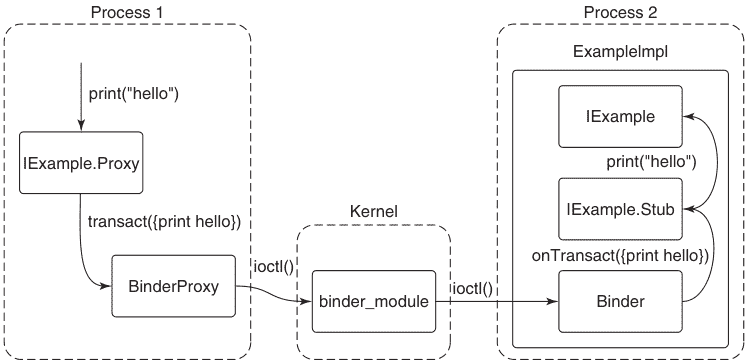 Process 1
print("hello")
IExample.Proxy
transact({print hello})
BinderProxy
ioctl()
Kernel
binder_module
ioctl()
Process 2
ExampleImpl
IExample
print("hello")
IExample.Stub
onTransact({print hello})
Binder